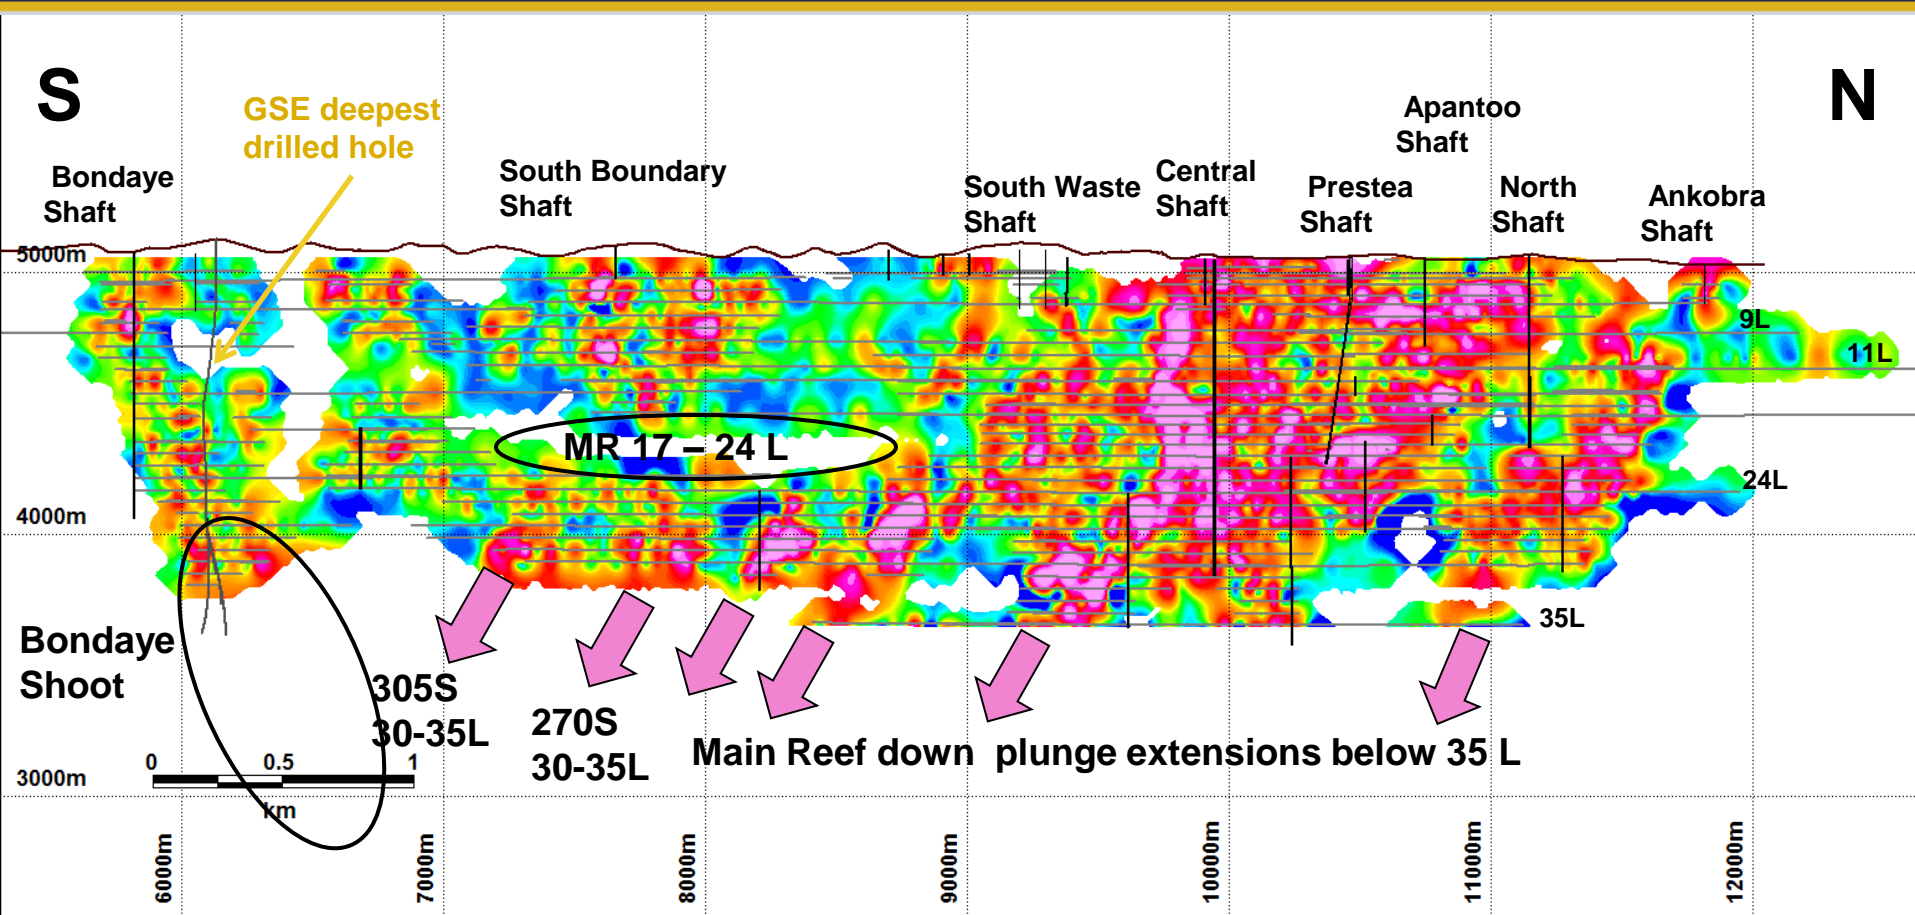 S
N
GSE deepest
drilled hole
Apantoo
Shaft
Bondaye
Shaft
South Boundary
Shaft
South Waste
Shaft
Central
Shaft
Prestea
Shaft
North
Shaft
Ankobra
Shaft
5000m
9L
11L
MR 17 – 24 L
24L
4000m
35L
Bondaye
Shoot
305S
30-35L
270S
30-35L
Main Reef down plunge extensions below 35 L
0 0.5 1
km
3000m
6000m
7000m
8000m
9000m
10000m
11000m
12000m